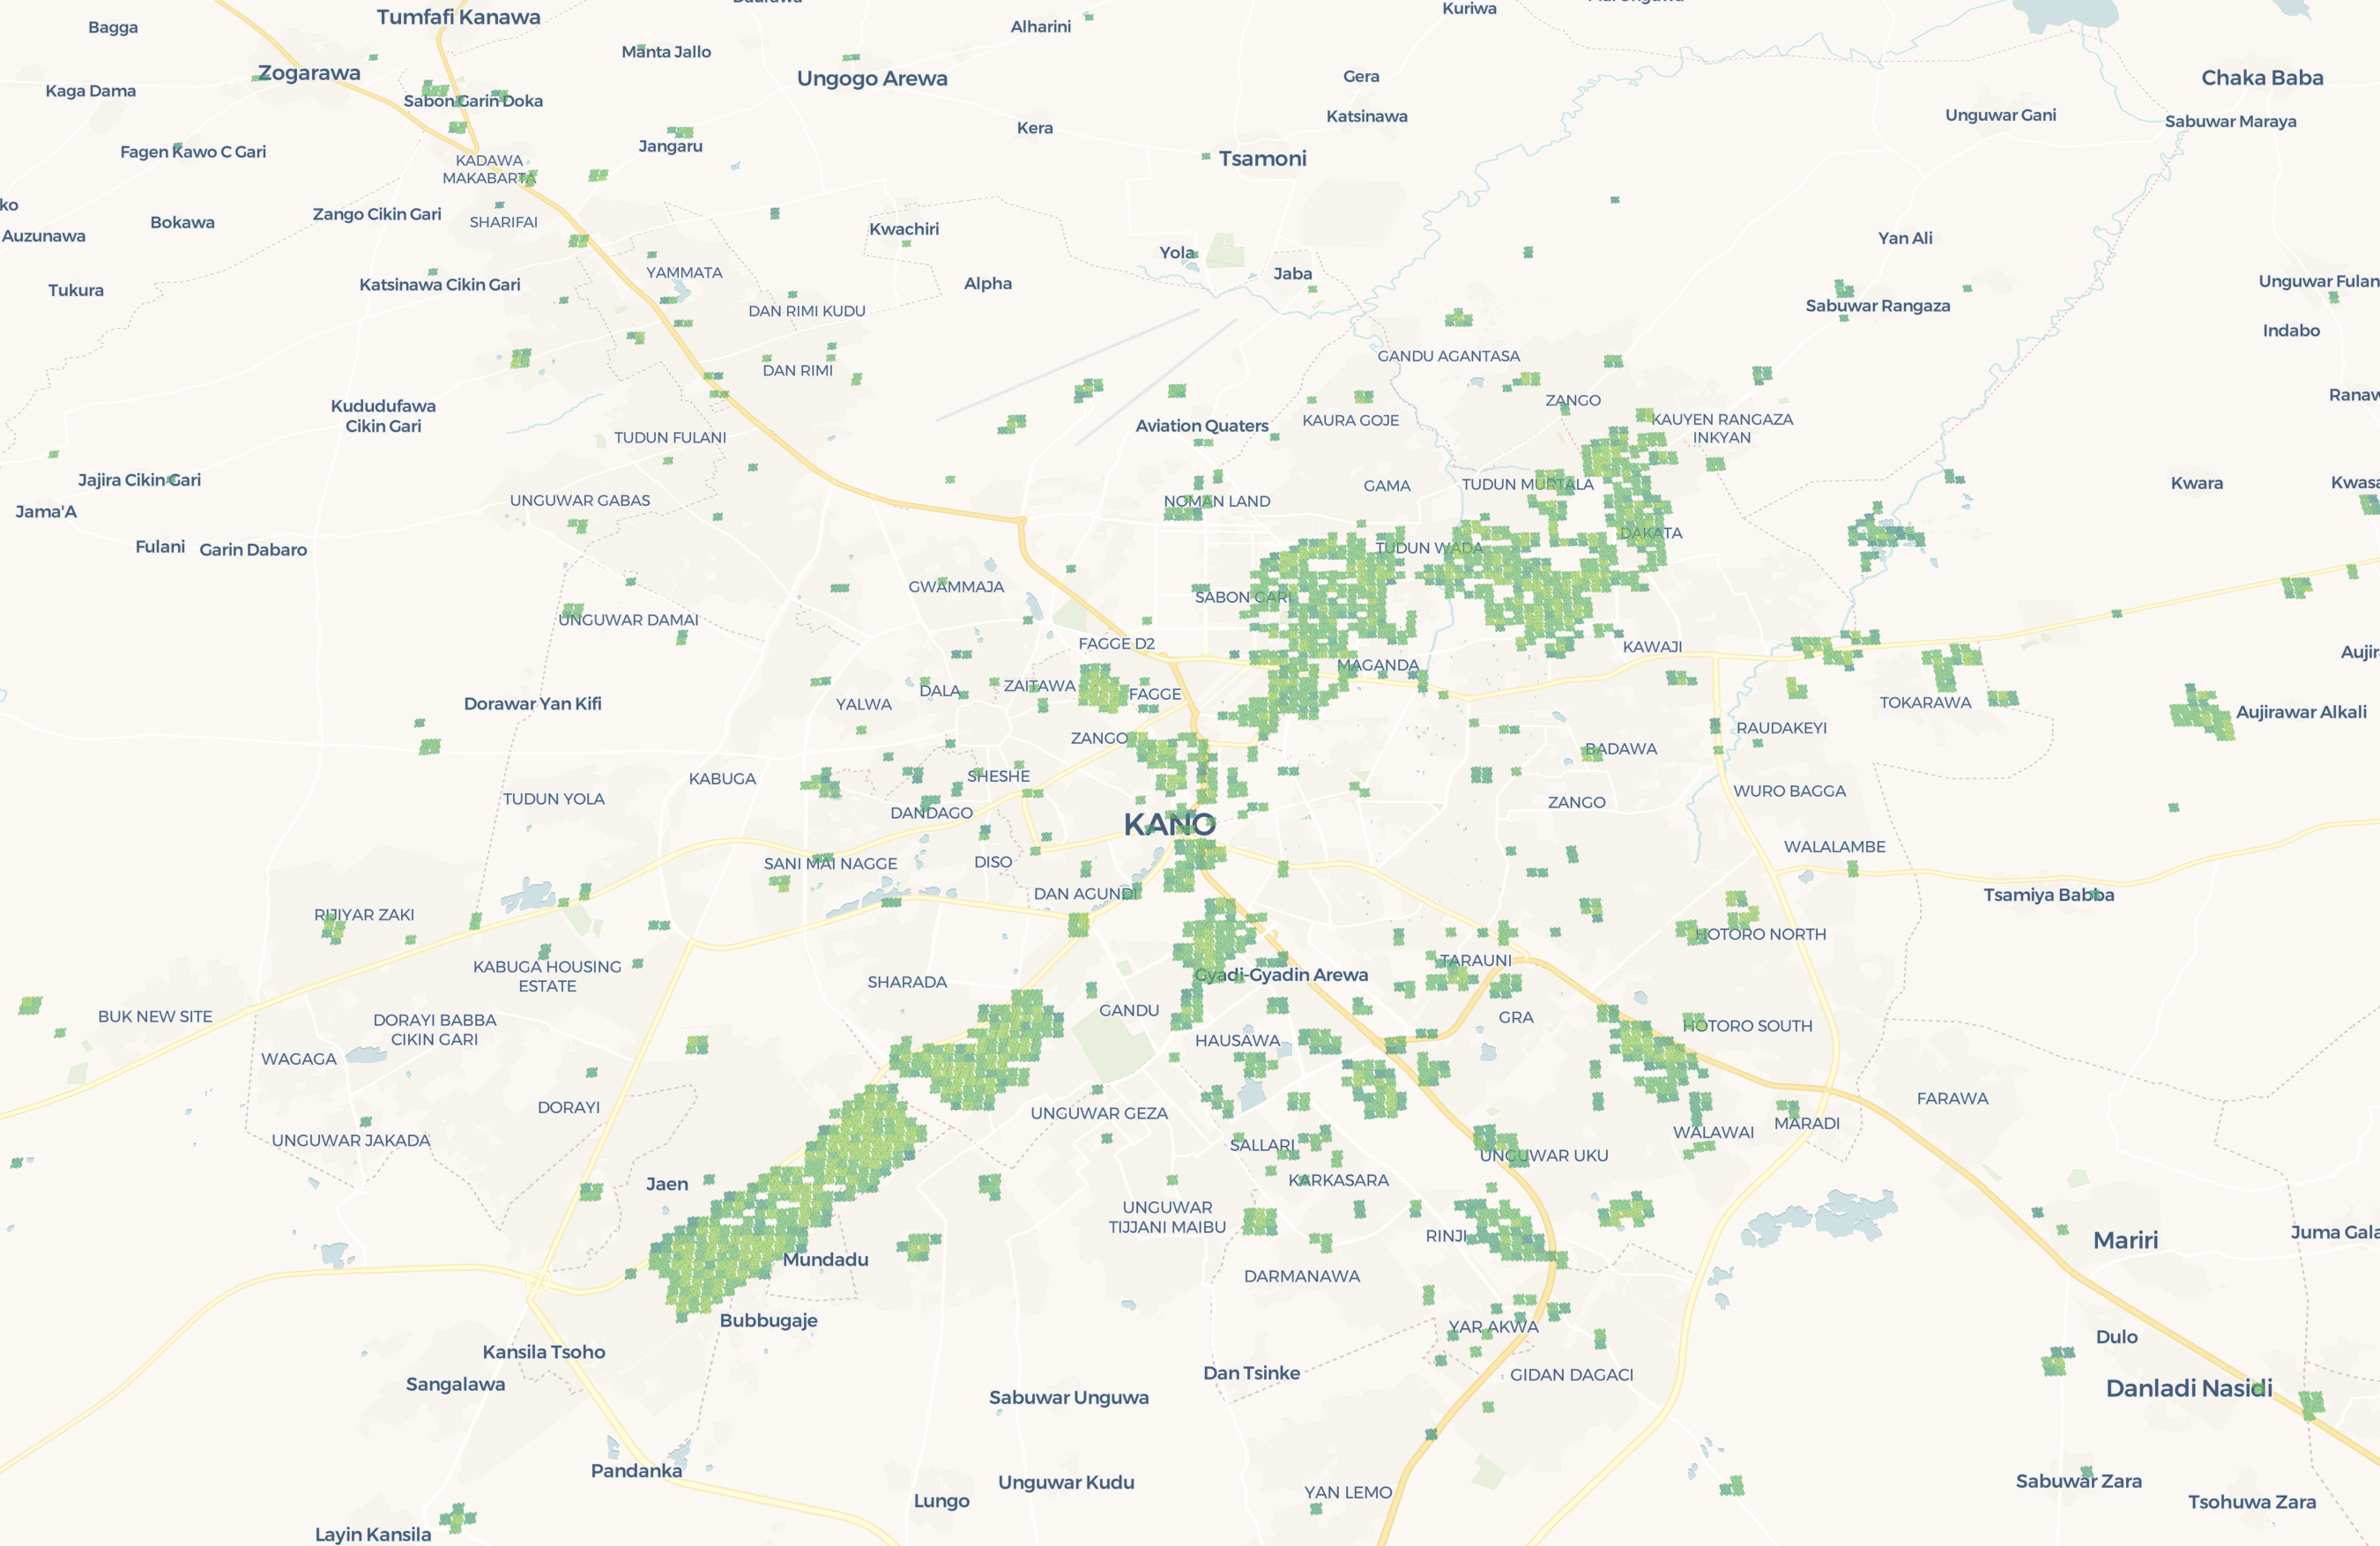 Bagga
Tumfafi Kanawa
Alharini
Kuriwa
Manta Jallo
Zogarawa
Ungogo Arewa
Gera
Chaka Baba
Kaga Dama
Sabon Garin Doka
Katsinawa
Unguwar Gani
Sabuwar Maraya
Kera
Fagen Kawo C Gari
Jangaru
Tsamoni
KADAWA
MAKABARTA
ko
Bokawa
Zango Cikin Gari
SHARIFAI
Kwachiri
Auzunawa
Yan Ali
Yola
Jaba
YAMMATA
Tukura
Katsinawa Cikin Gari
Alpha
Unguwar Fulan
DAN RIMI KUDU
Sabuwar Rangaza
Indabo
GANDU AGANTASA
DAN RIMI
ZANGO
Ranaw
Kududufawa
Cikin Gari
Aviation Quaters
KAURA GOJE
KAUYEN RANGAZA
INKYAN
TUDUN FULANI
Jajira Cikin Gari
GAMA
TUDUN MURTALA
Kwara
Kwasa
UNGUWAR GABAS
NOMAN LAND
Jama'A
DAKATA
Fulani
Garin Dabaro
TUDUN WADA
GWAMMAJA
SABON GARI
UNGUWAR DAMAI
FAGGE D2
KAWAJI
Aujir
MAGANDA
ZAITAWA
DALA
FAGGE
Dorawar Yan Kifi
YALWA
TOKARAWA
Aujirawar Alkali
RAUDAKEYI
ZANGO
BADAWA
SHESHE
KABUGA
TUDUN YOLA
WURO BAGGA
ZANGO
DANDAGO
KANO
WALALAMBE
SANI MAI NAGGE
DISO
DAN AGUNDI
Tsamiya Babba
RIJIYAR ZAKI
HOTORO NORTH
KABUGA HOUSING
ESTATE
TARAUNI
Gyadi-Gyadin Arewa
SHARADA
GANDU
BUK NEW SITE
DORAYI BABBA
CIKIN GARI
GRA
HOTORO SOUTH
HAUSAWA
WAGAGA
DORAYI
UNGUWAR GEZA
FARAWA
MARADI
UNGUWAR JAKADA
WALAWAI
SALLARI
UNGUWAR UKU
Jaen
KARKASARA
UNGUWAR
TIJJANI MAIBU
RINJI
Mariri
Juma Gala
Mundadu
DARMANAWA
Bubbugaje
YAR AKWA
Dulo
Kansila Tsoho
Dan Tsinke
GIDAN DAGACI
Sangalawa
Danladi Nasidi
Sabuwar Unguwa
Pandanka
Unguwar Kudu
Sabuwar Zara
YAN LEMO
Lungo
Tsohuwa Zara
Layin Kansila